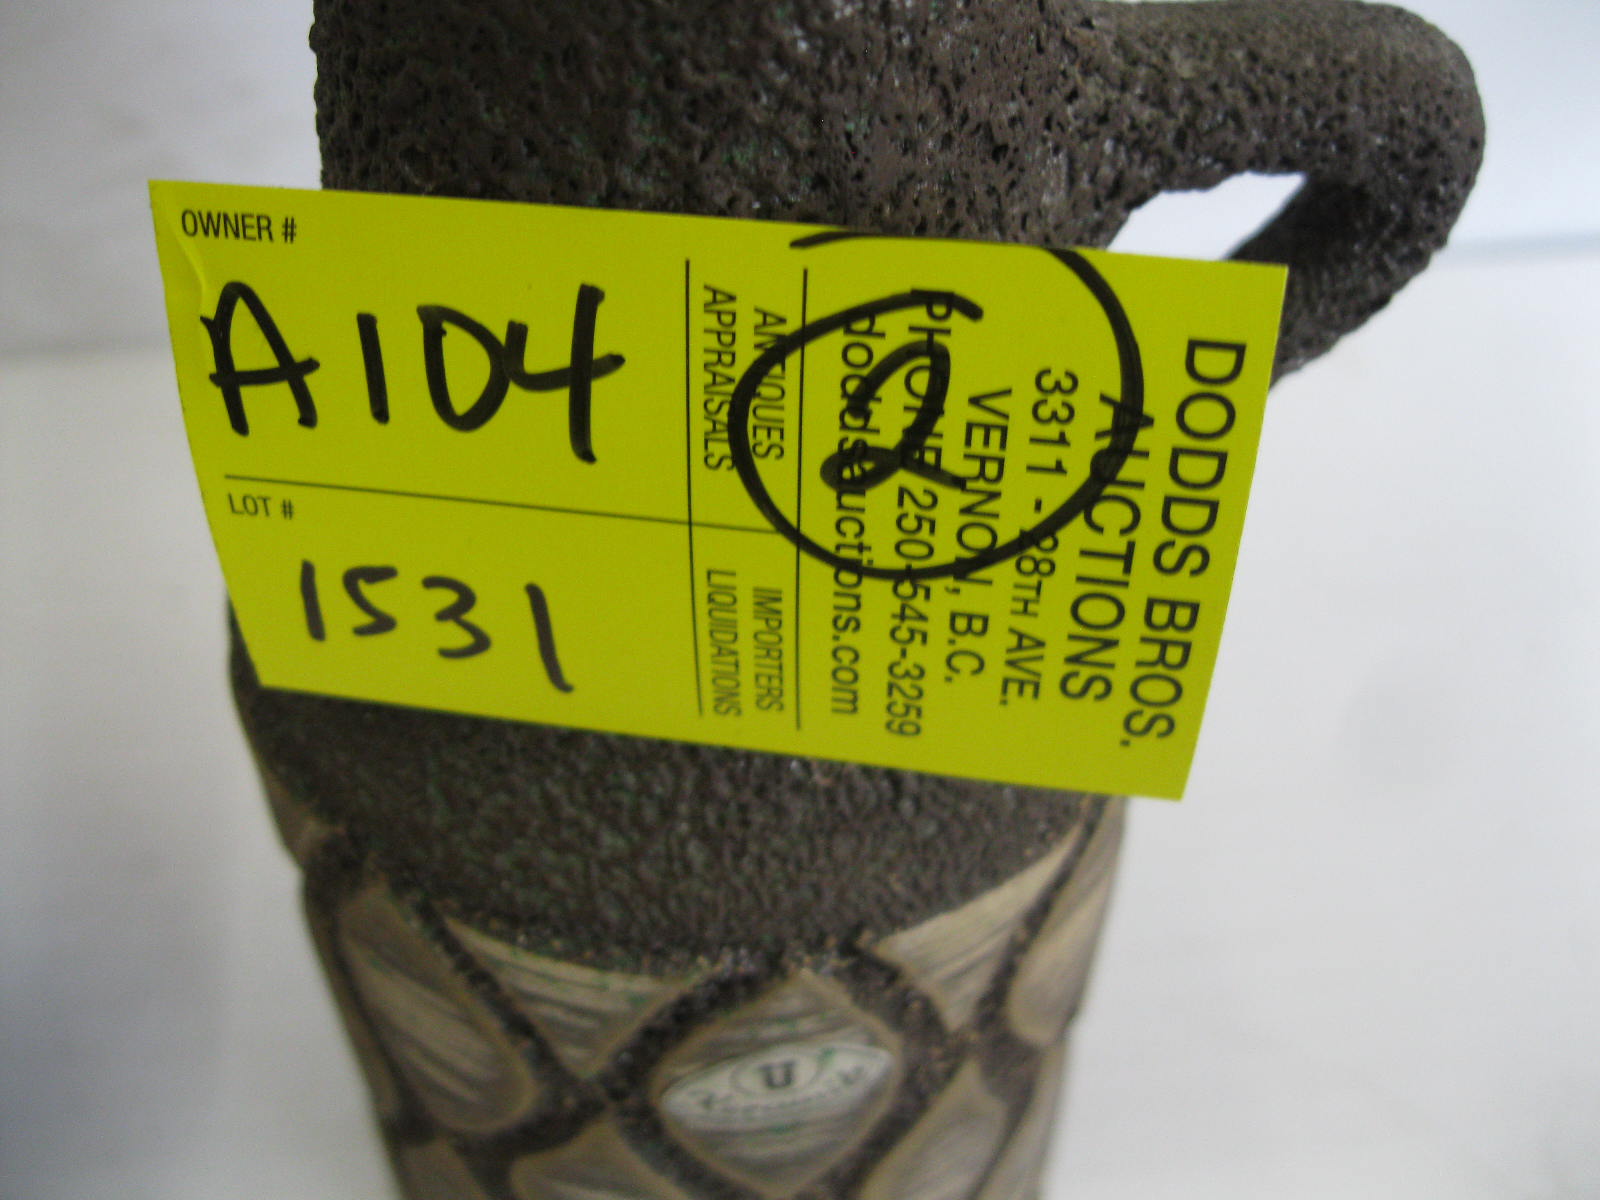 OWNER #
A104
LOT #
1531
ANTIQUES
APPRAISALS
IMPORTERS
LIQUIDATIONS
2
DODDS BROS.
AUCTIONS
3311 - 28TH AVE.
VERNON, B.C.
PHONE 250-545-3259
doddsauctions.com
U
Keramik